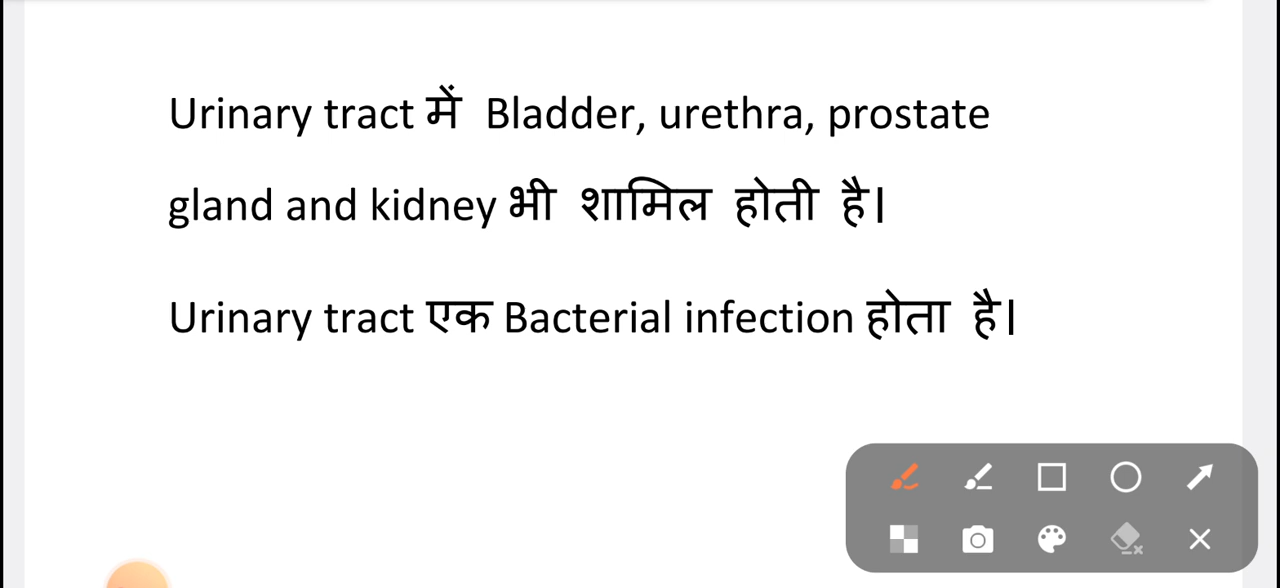 Urinary tract में Bladder, urethra, prostate
gland and kidney भी शामिल होती है।
Urinary tract एक Bacterial infection होता है।